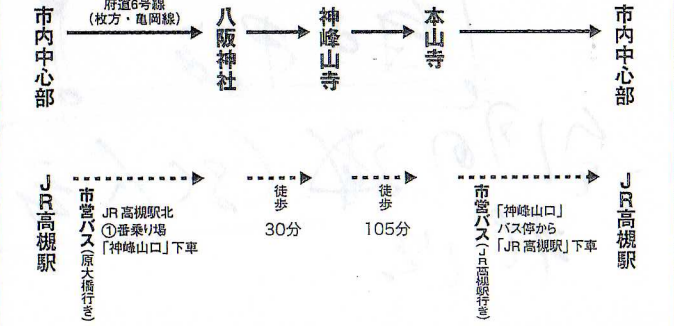 市内中心部
府道6号線
(枚方・亀岡線)
八阪神社
神峰山寺
本山寺
市内中心部
JR高槻駅
市営バス(原大橋行き)
JR高槻駅北
①番乗り場
「神峰山口」下車
徒歩
30分
徒歩
105分
市営バス(JR高槻駅行き)
「神峰山口」
バス停から
「JR高槻駅」下車
JR高槻駅